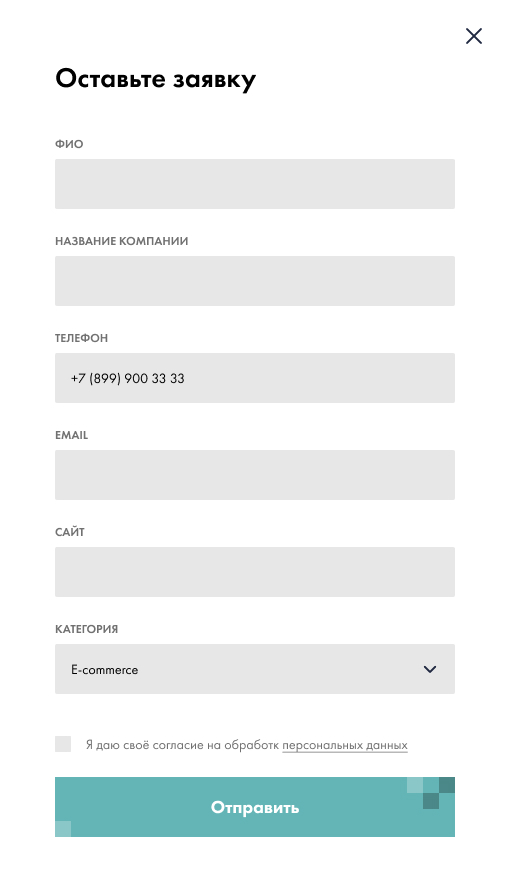 Оставьте заявку
ФИО
НАЗВАНИЕ КОМПАНИИ
ТЕЛЕФОН
+7 (899) 900 33 33
EMAIL
САЙТ
КАТЕГОРИЯ
E-commerce
Я даю своё согласие на обработк персональных данных
Отправить